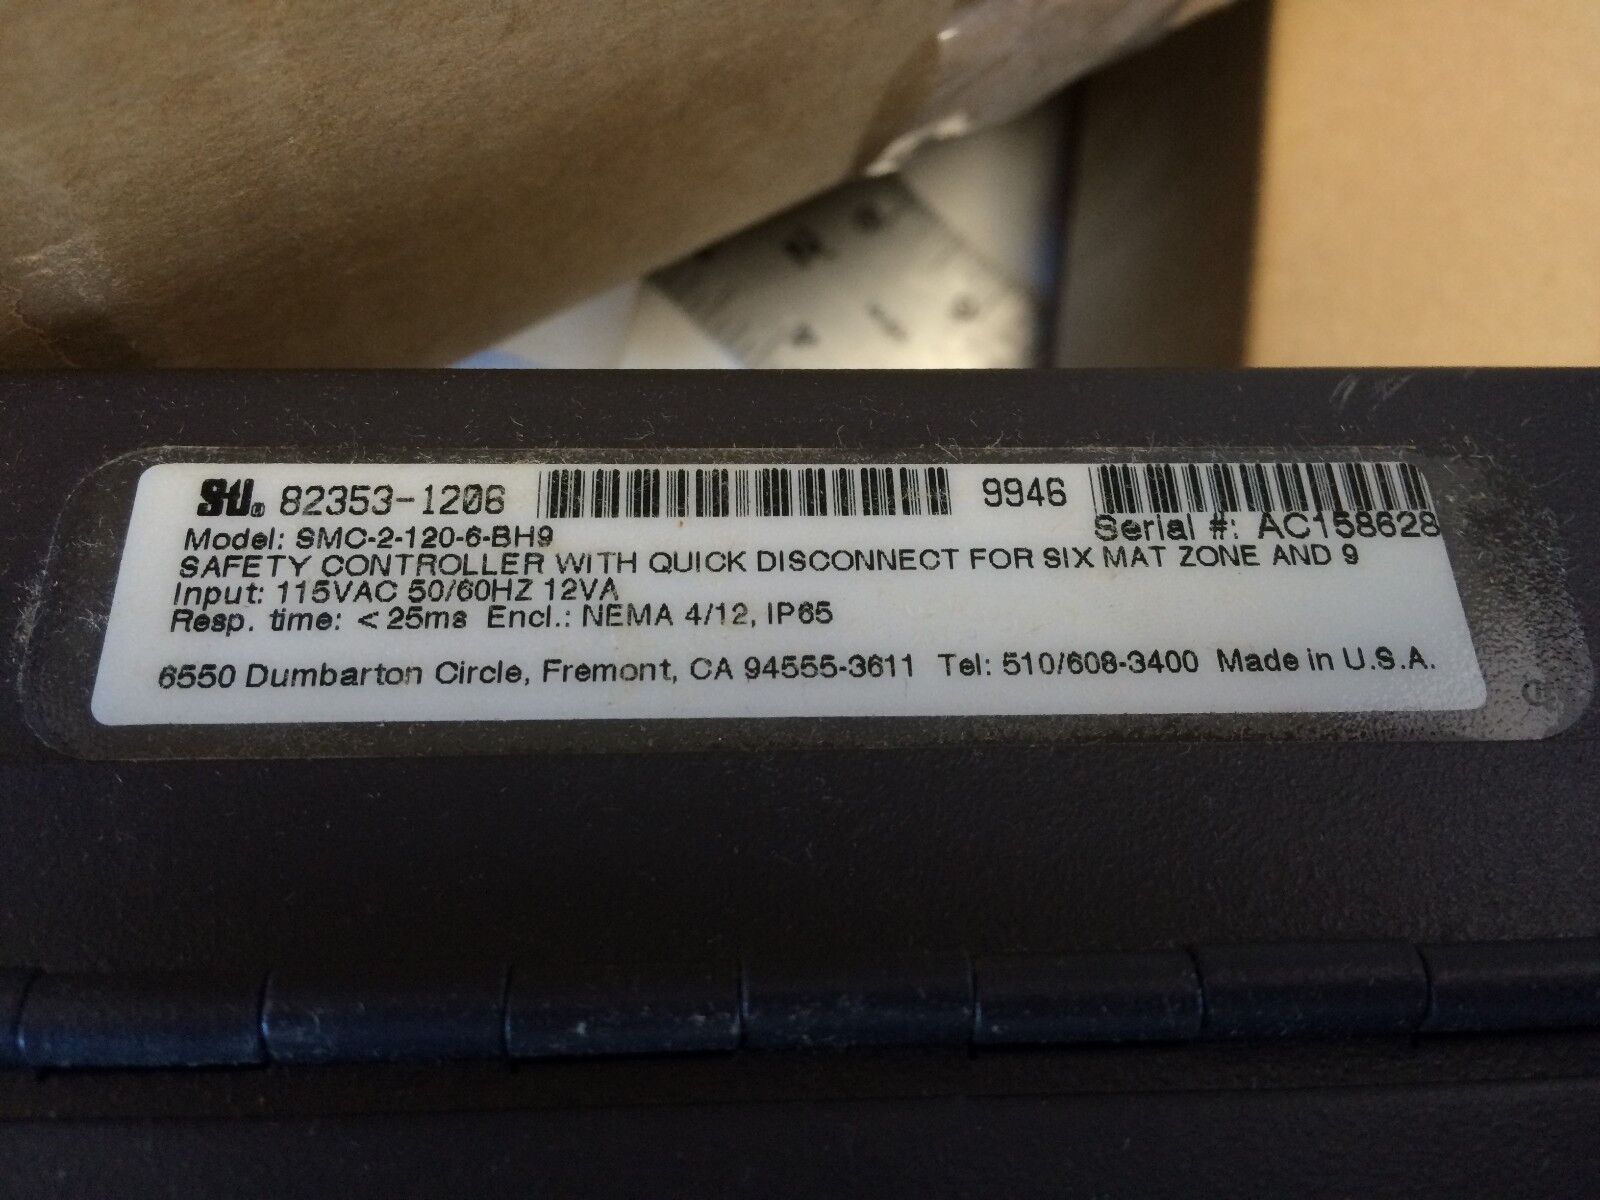 STI® 82353-1206 9946
Serial #: AC158628
Model: SMC-2-120-6-BH9
SAFETY CONTROLLER WITH QUICK DISCONNECT FOR SIX MAT ZONE AND 9
Input: 115VAC 50/60HZ 12VA
Resp. time: < 25ms Encl.: NEMA 4/12, IP65
6550 Dumbarton Circle, Fremont, CA 94555-3611 Tel: 510/608-3400 Made in U.S.A.